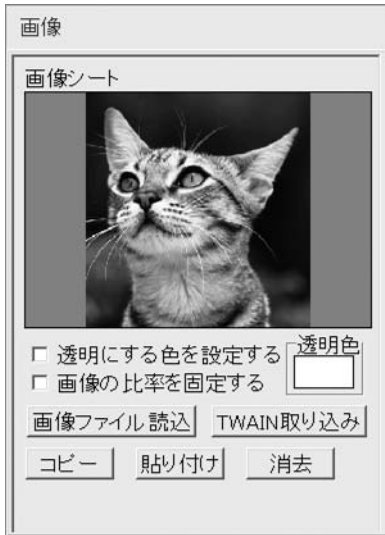 画像
画像シート
透明にする色を設定する
透明色
画像の比率を固定する
画像ファイル読込
TWAIN取り込み
コピー
貼り付け
消去